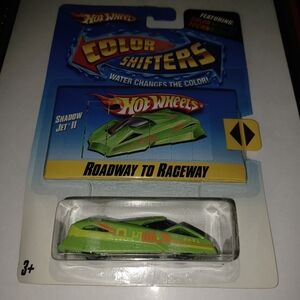 HOT WHEELS
FEATURING
COLOR
SHIFTERS
WATER CHANGES THE COLOR!
HOT WHEELS
SHADOW
JET II
ROADWAY TO RACEWAY
3+